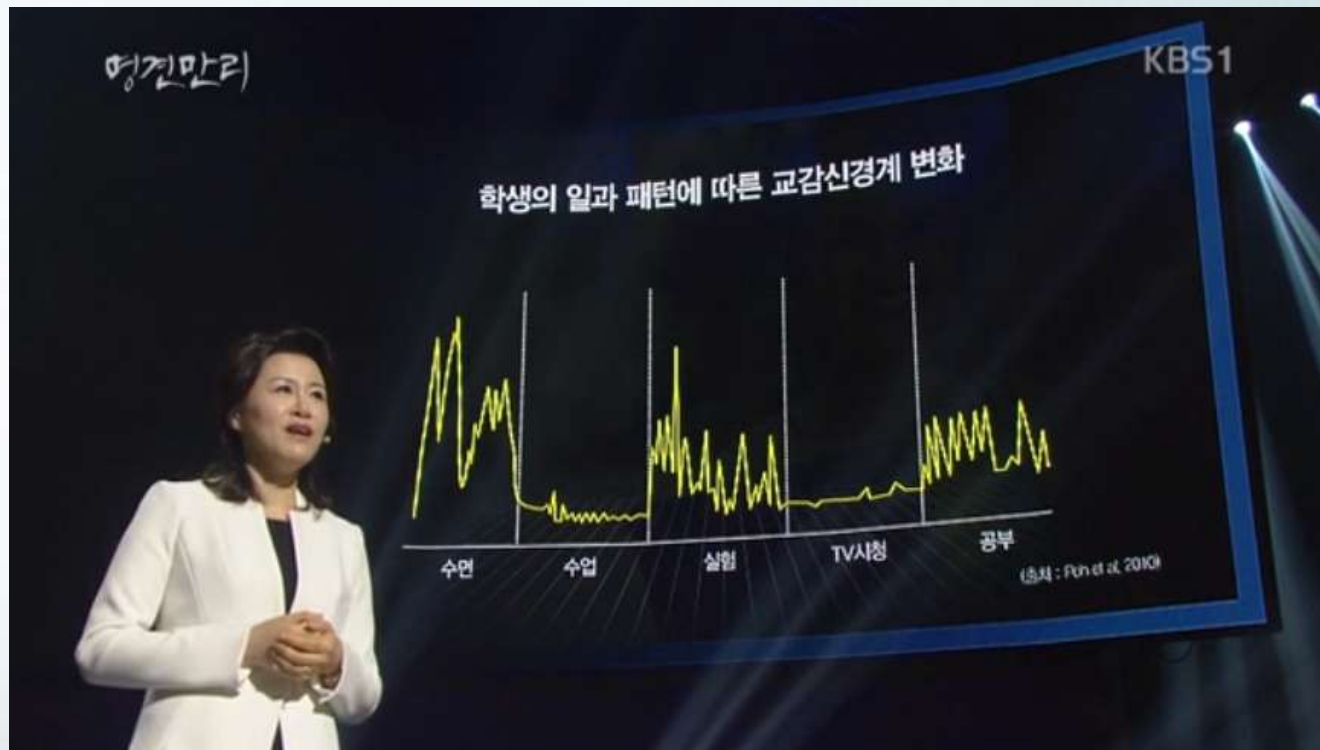 명견만리
KBS1
학생의 일과 패턴에 따른 교감신경계 변화
수면
수업
실험
TV시청
공부
(출처 : Poh et al, 2010)